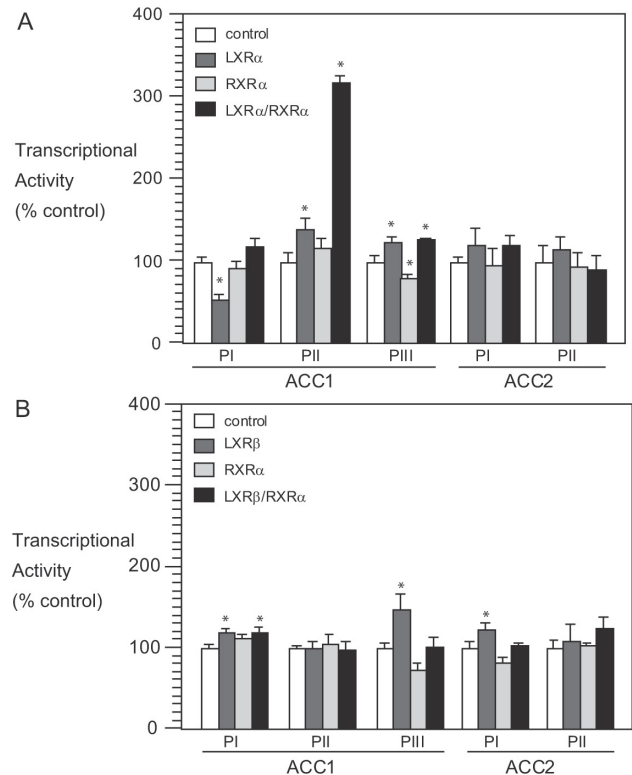 A
400
control
LXRα
RXRα
LXRα/RXRα
300
200
100
0
Transcriptional
Activity
(% control)
* * * * * *
PI PII PIII PI PII
ACC1 ACC2
B
400
control
LXRβ
RXRα
LXRβ/RXRα
300
200
100
0
Transcriptional
Activity
(% control)
* * * *
PI PII PIII PI PII
ACC1 ACC2